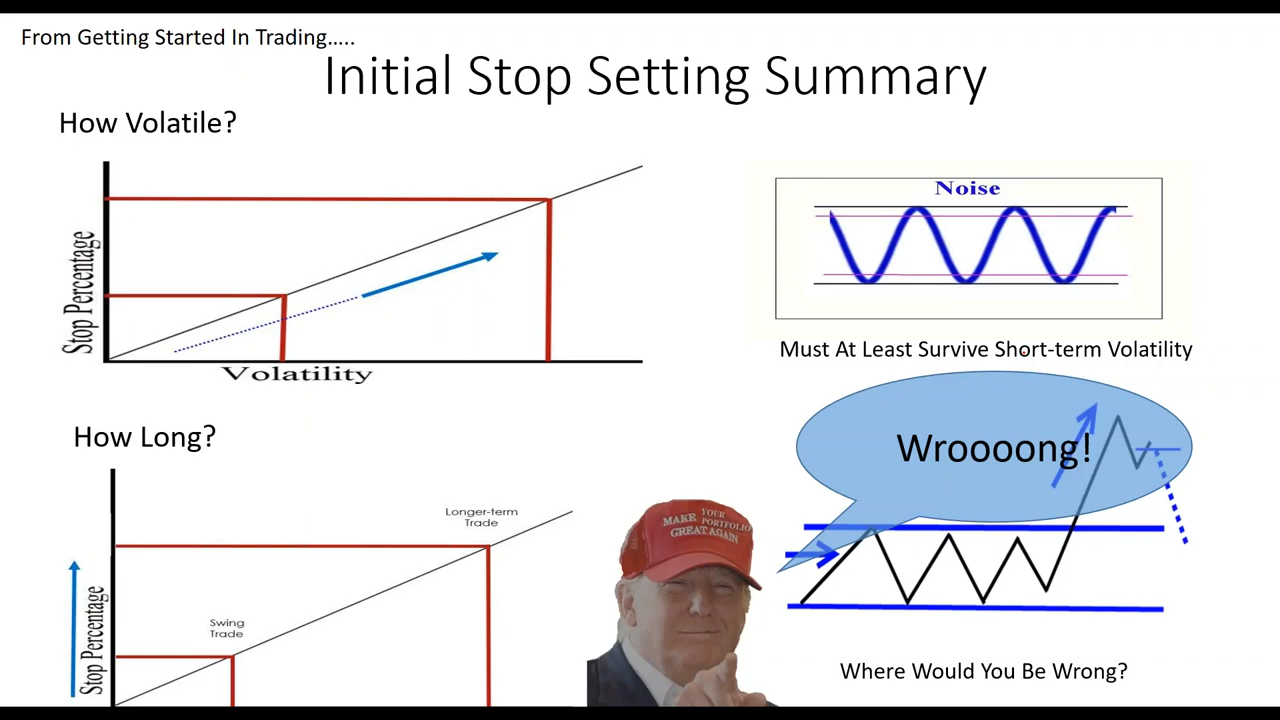 From Getting Started In Trading.....
Initial Stop Setting Summary
How Volatile?
Stop Percentage
Volatility
Noise
Must At Least Survive Short-term Volatility
How Long?
Stop Percentage
Swing
Trade
Longer-term
Trade
MAKE YOUR PORTFOLIO
GREAT AGAIN
Wroooong!
Where Would You Be Wrong?